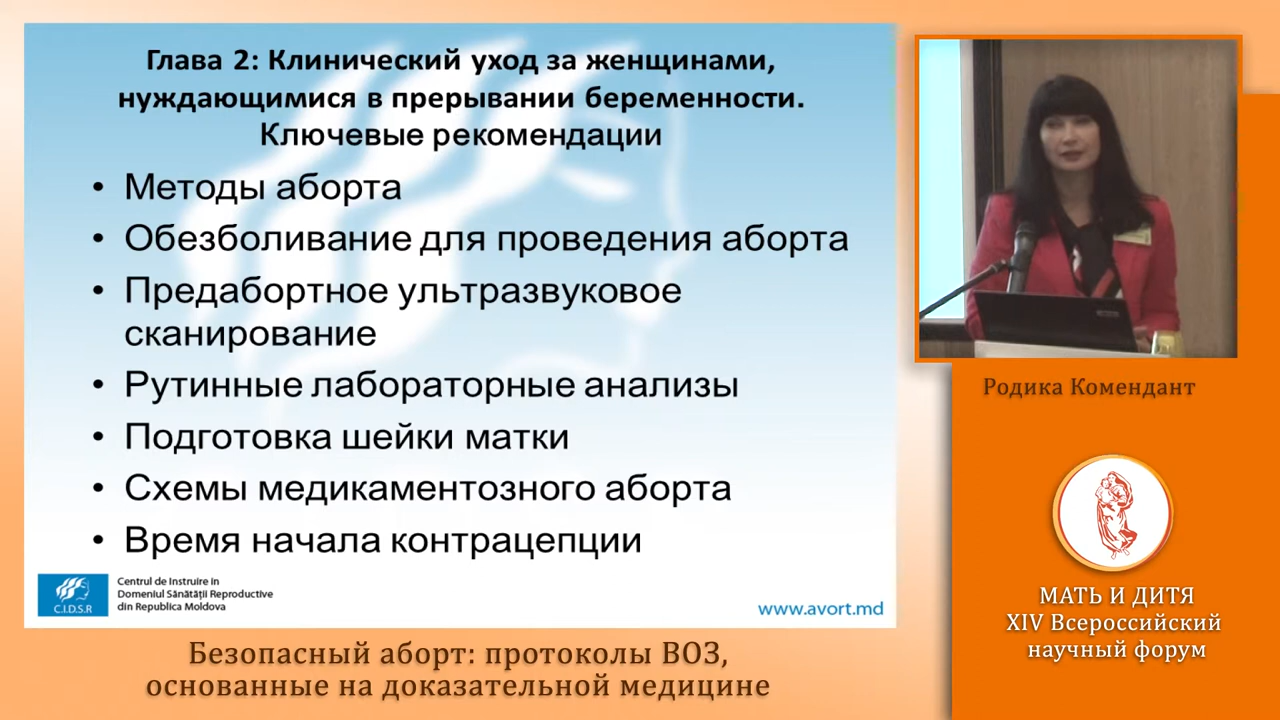 Глава 2: Клинический уход за женщинами,
нуждающимися в прерывании беременности.
Ключевые рекомендации
• Методы аборта
• Обезболивание для проведения аборта
• Предабортное ультразвуковое
сканирование
• Рутинные лабораторные анализы
• Подготовка шейки матки
• Схемы медикаментозного аборта
• Время начала контрацепции
C.I.D.S.R
Centrul de Instruire în
Domeniul Sănătății Reproductive
din Republica Moldova
www.avort.md
Родика Комендант
МАТЬ И ДИТЯ
XIV Всероссийский
научный форум
Безопасный аборт: протоколы ВОЗ,
основанные на доказательной медицине